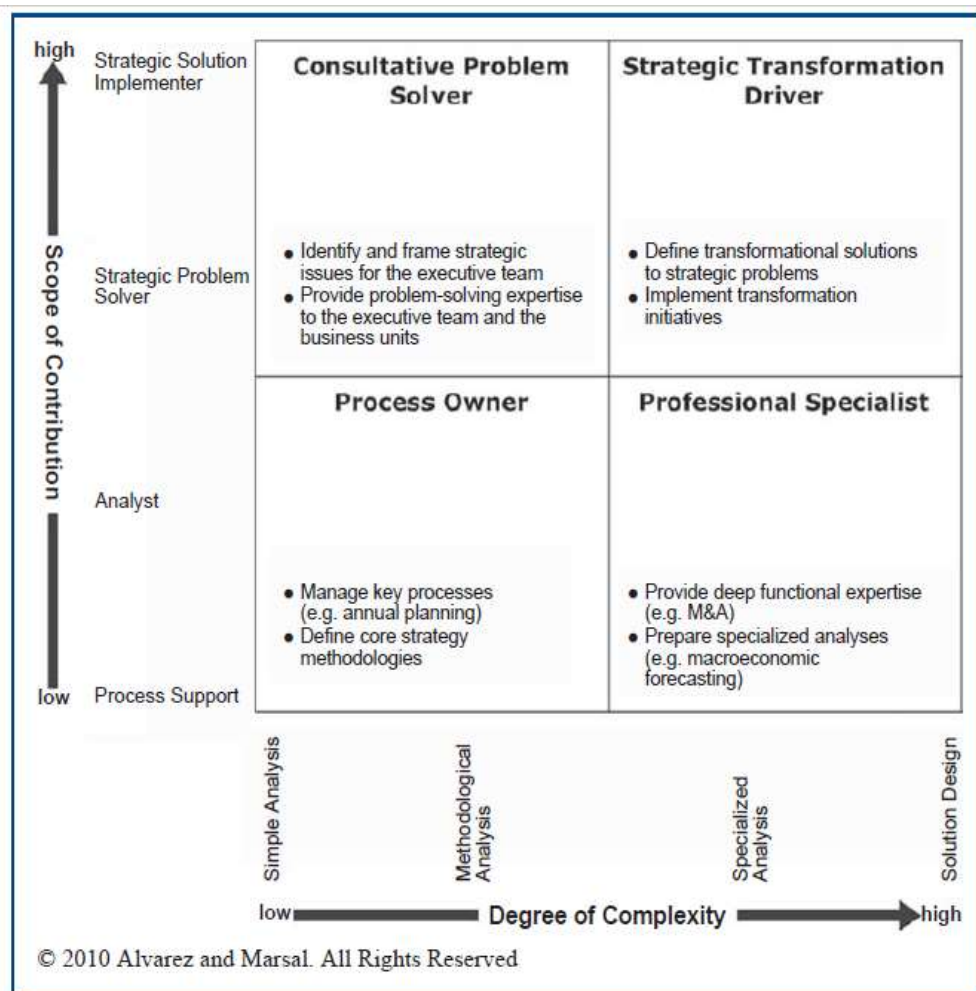 high
Strategic Solution
Implementer
Consultative Problem
Solver
Strategic Transformation
Driver
Scope of Contribution
Strategic Problem
Solver
● Identify and frame strategic
issues for the executive team
● Provide problem-solving expertise
to the executive team and the
business units
● Define transformational solutions
to strategic problems
● Implement transformation
initiatives
Process Owner
Professional Specialist
Analyst
● Manage key processes
(e.g. annual planning)
● Define core strategy
methodologies
● Provide deep functional expertise
(e.g. M&A)
● Prepare specialized analyses
(e.g. macroeconomic
forecasting)
low
Process Support
Simple Analysis
Methodological
Analysis
Specialized
Analysis
Solution Design
low
Degree of Complexity
high
© 2010 Alvarez and Marsal. All Rights Reserved